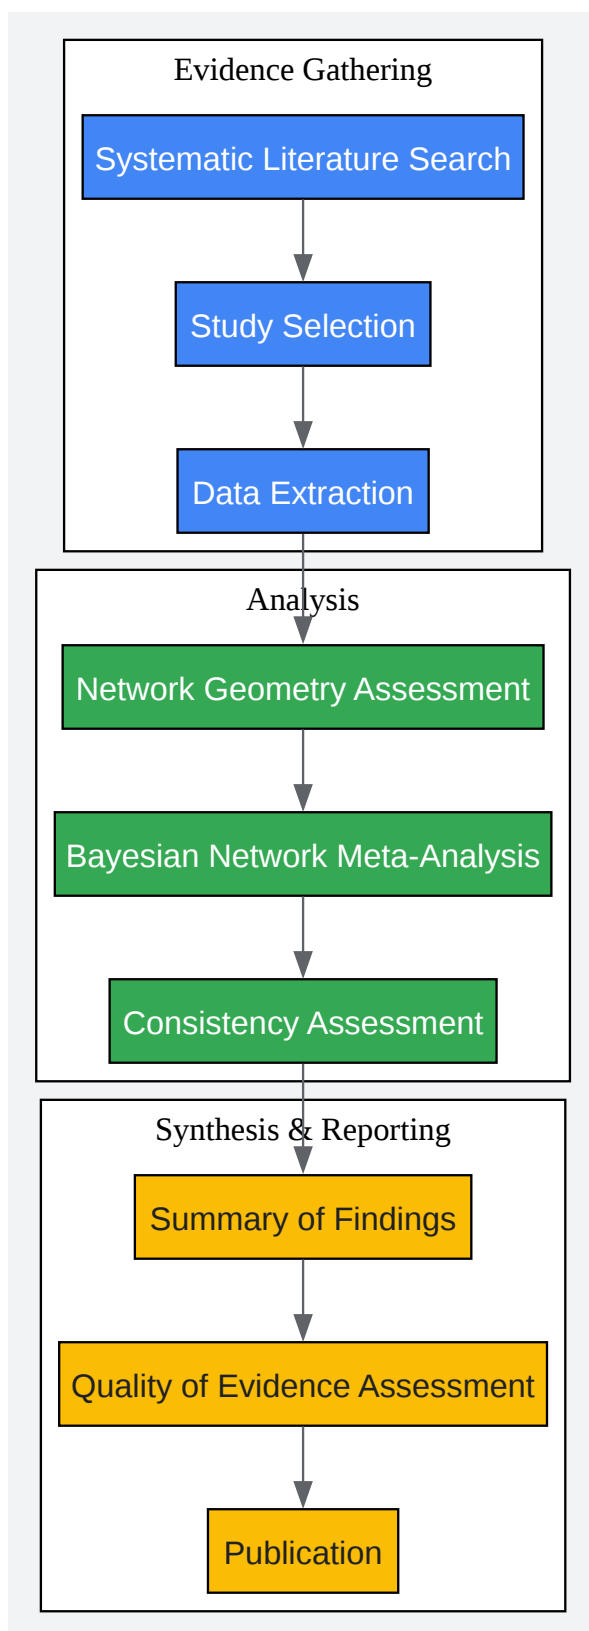 Evidence Gathering
Systematic Literature Search
Study Selection
Data Extraction
Analysis
Network Geometry Assessment
Bayesian Network Meta-Analysis
Consistency Assessment
Synthesis & Reporting
Summary of Findings
Quality of Evidence Assessment
Publication